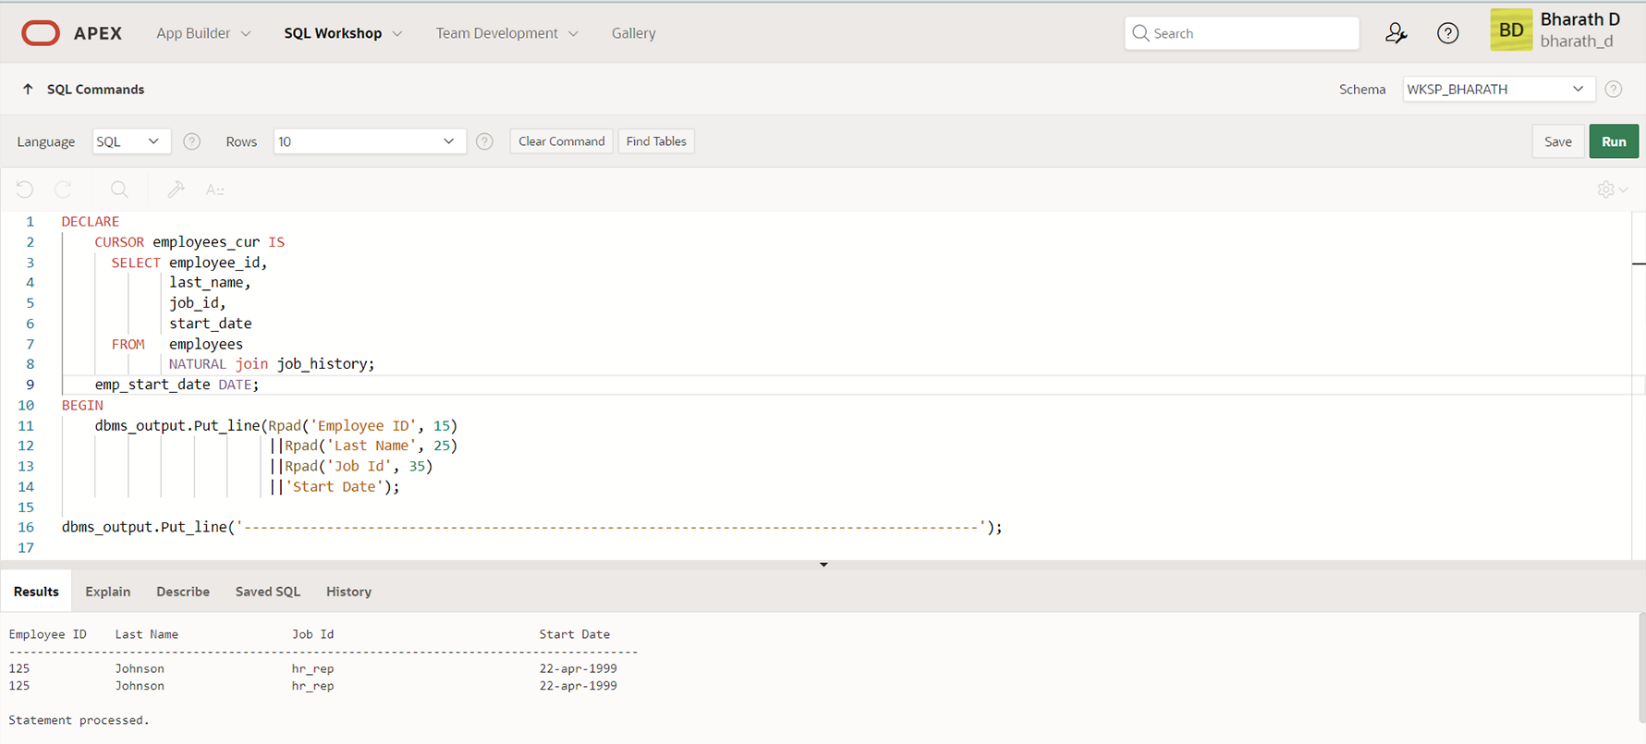 APEX App Builder SQL Workshop Team Development Gallery Search ? BD Bharath D
bharath_d
↑ SQL Commands Schema WKSP_BHARATH ?
Language SQL ? Rows 10 ? Clear Command Find Tables Save Run
A::
1 DECLARE
2 CURSOR employees_cur IS
3 SELECT employee_id,
4 last_name,
5 job_id,
6 start_date
7 FROM employees
8 NATURAL join job_history;
9 emp_start_date DATE;
10 BEGIN
11 dbms_output.Put_line(Rpad('Employee ID', 15)
12 ||Rpad('Last Name', 25)
13 ||Rpad('Job Id', 35)
14 ||'Start Date');
15
16 dbms_output.Put_line('-----------------------------------------------------------------------------------------');
17
Results Explain Describe Saved SQL History
Employee ID Last Name Job Id Start Date
-----------------------------------------------------------------------------------------
125 Johnson hr_rep 22-apr-1999
125 Johnson hr_rep 22-apr-1999
Statement processed.